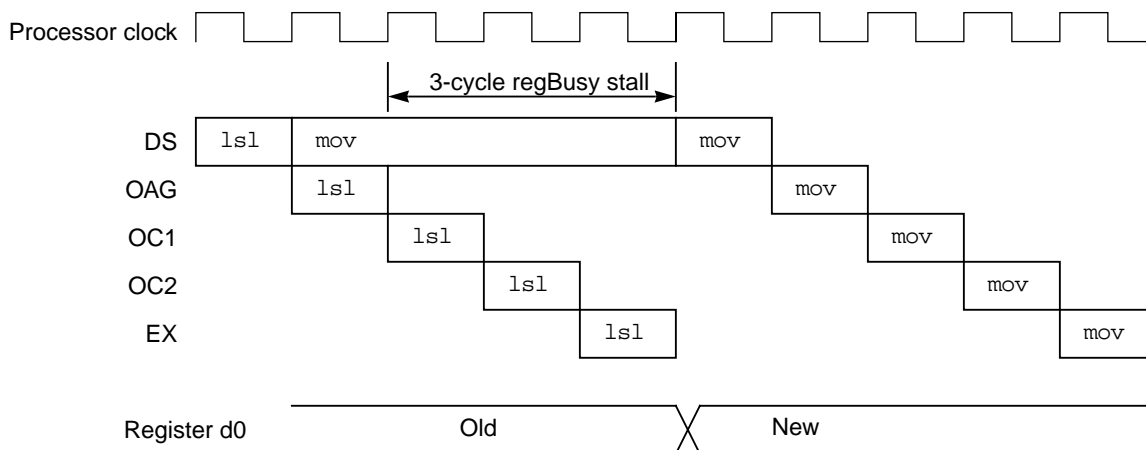 Processor clock
3-cycle regBusy stall
DS lsl mov mov
OAG lsl mov
OC1 lsl mov
OC2 lsl mov
EX lsl mov
Register d0 Old New